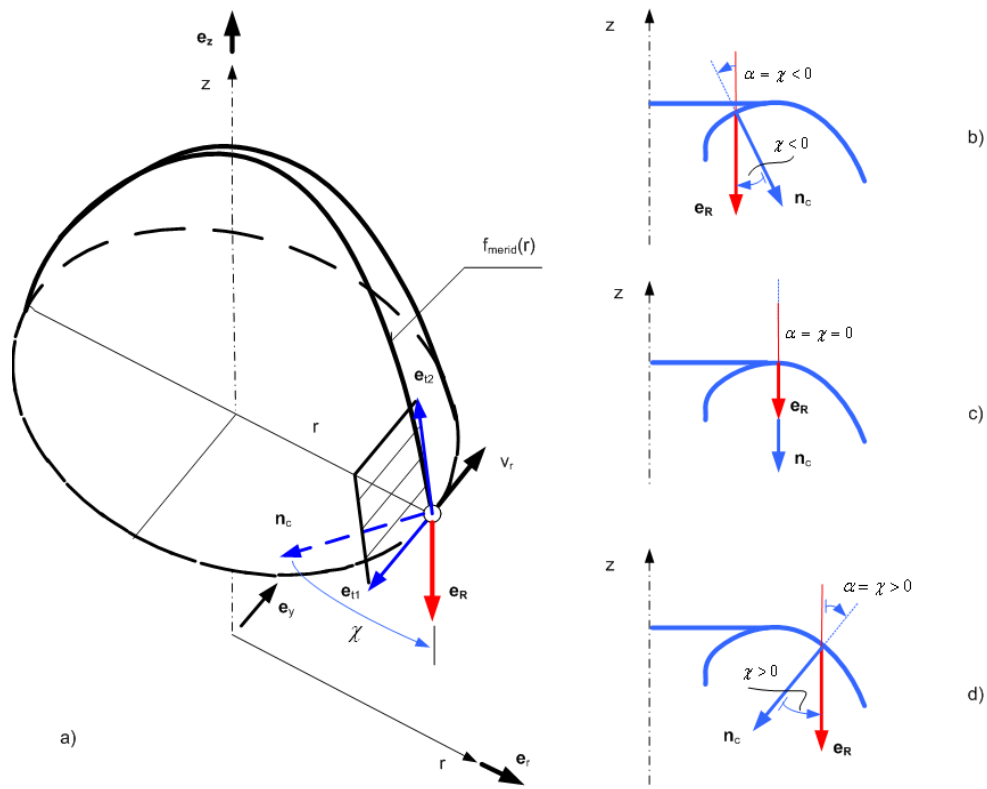 e_z
z
f_merid(r)
e_t2
r
v_r
n_c
e_t1
e_R
e_y
χ
a)
r
e_r
z
α = χ < 0
b)
χ < 0
e_R
n_c
z
α = χ = 0
e_R
c)
n_c
z
α = χ > 0
χ > 0
d)
n_c
e_R